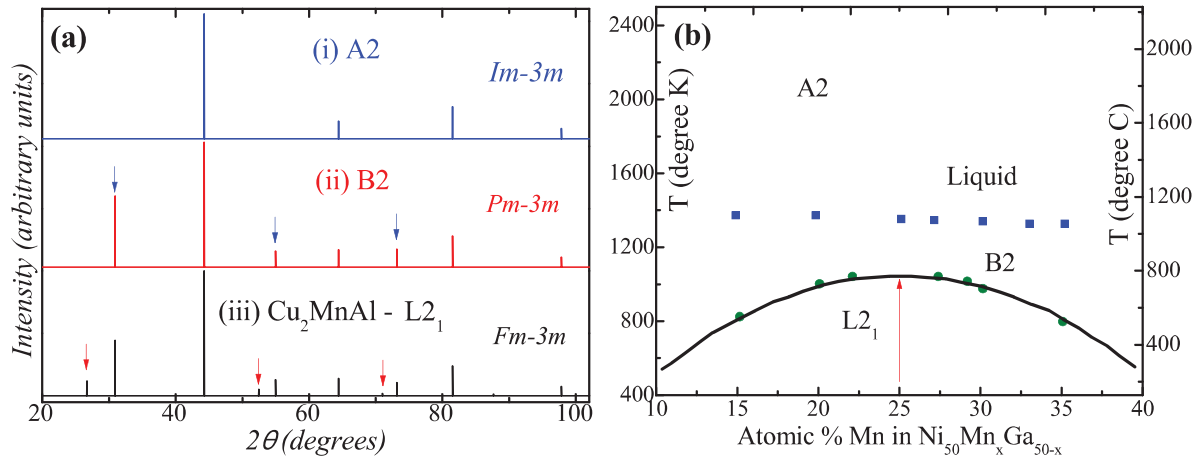 (a)
(i) A2
Im-3m
(ii) B2
Pm-3m
(iii) Cu₂MnAl - L2₁
Fm-3m
Intensity (arbitrary units)
20 40 60 80 100
2θ (degrees)
(b)
2400
2000
1600
1200
800
400
T (degree K)
A2
Liquid
B2
L2₁
2000
1600
1200
800
400
T (degree C)
10 15 20 25 30 35 40
Atomic % Mn in Ni₅₀MnₓGa₅₀₋ₓ